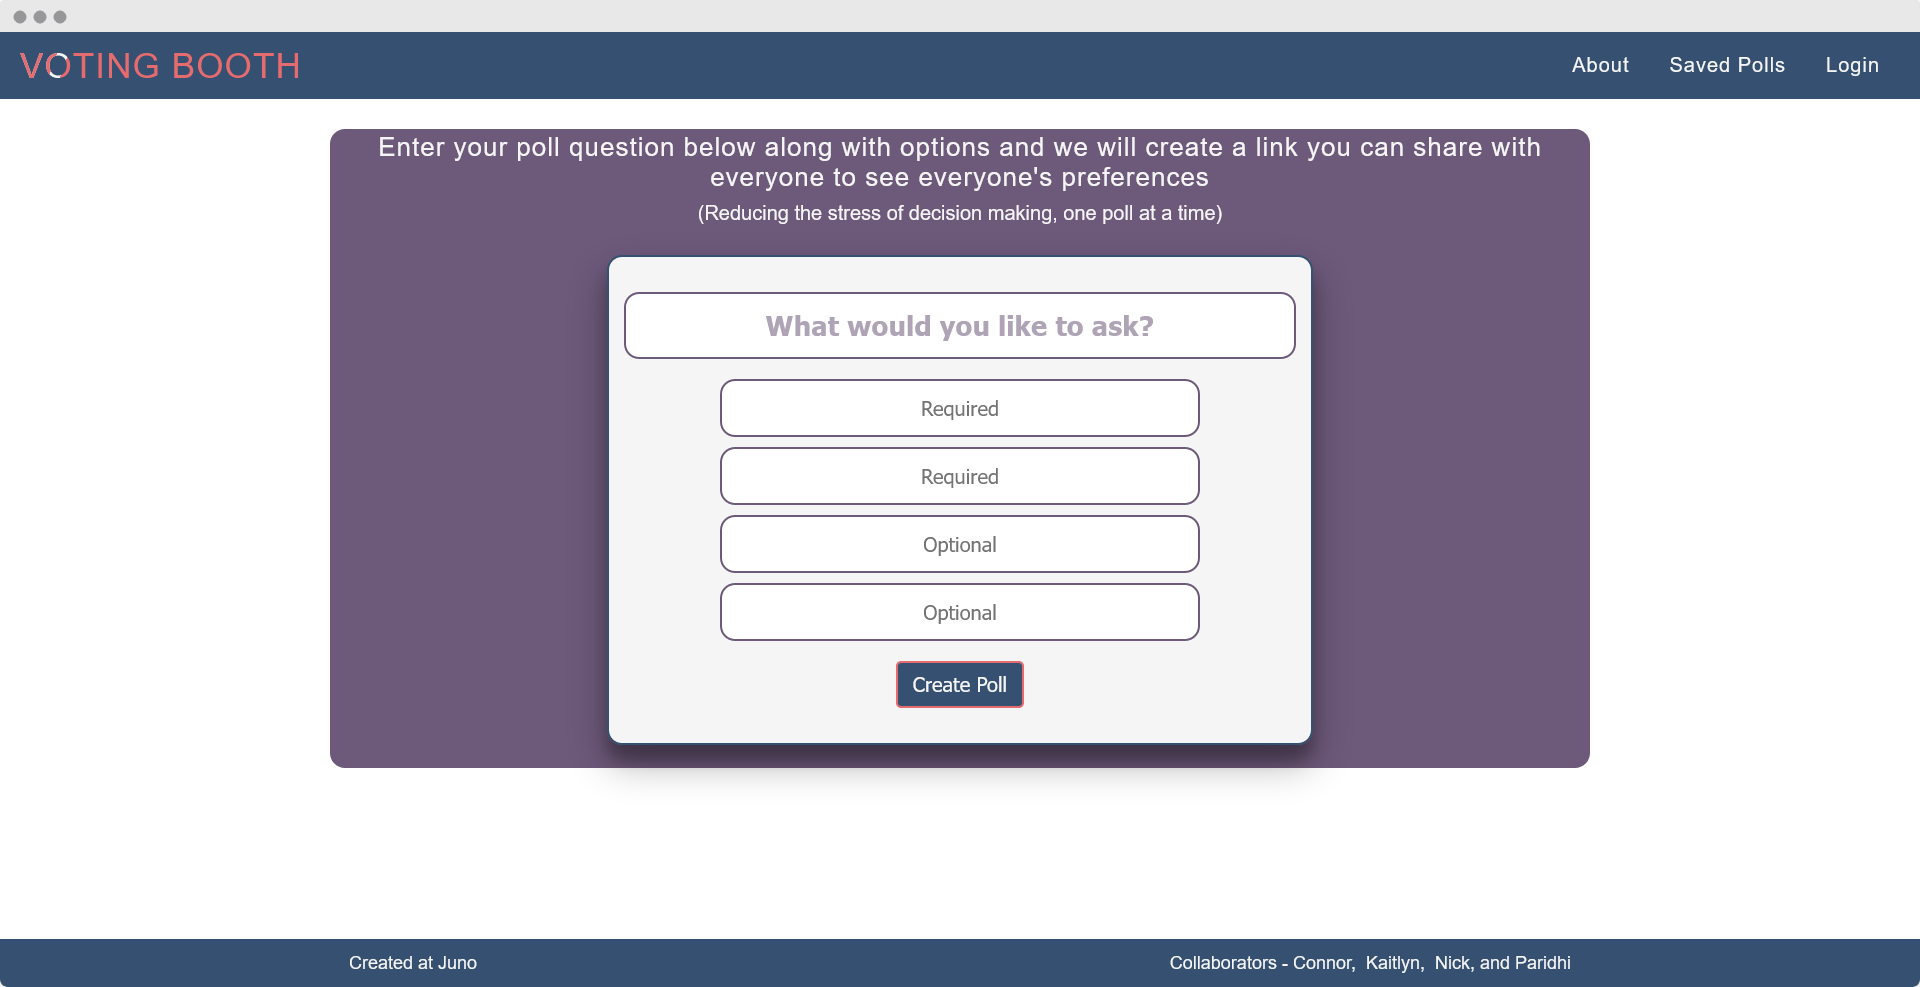 VOTING BOOTH
About
Saved Polls
Login
Enter your poll question below along with options and we will create a link you can share with
everyone to see everyone's preferences
(Reducing the stress of decision making, one poll at a time)
What would you like to ask?
Required
Required
Optional
Optional
Create Poll
Created at Juno
Collaborators - Connor, Kaitlyn, Nick, and Paridhi